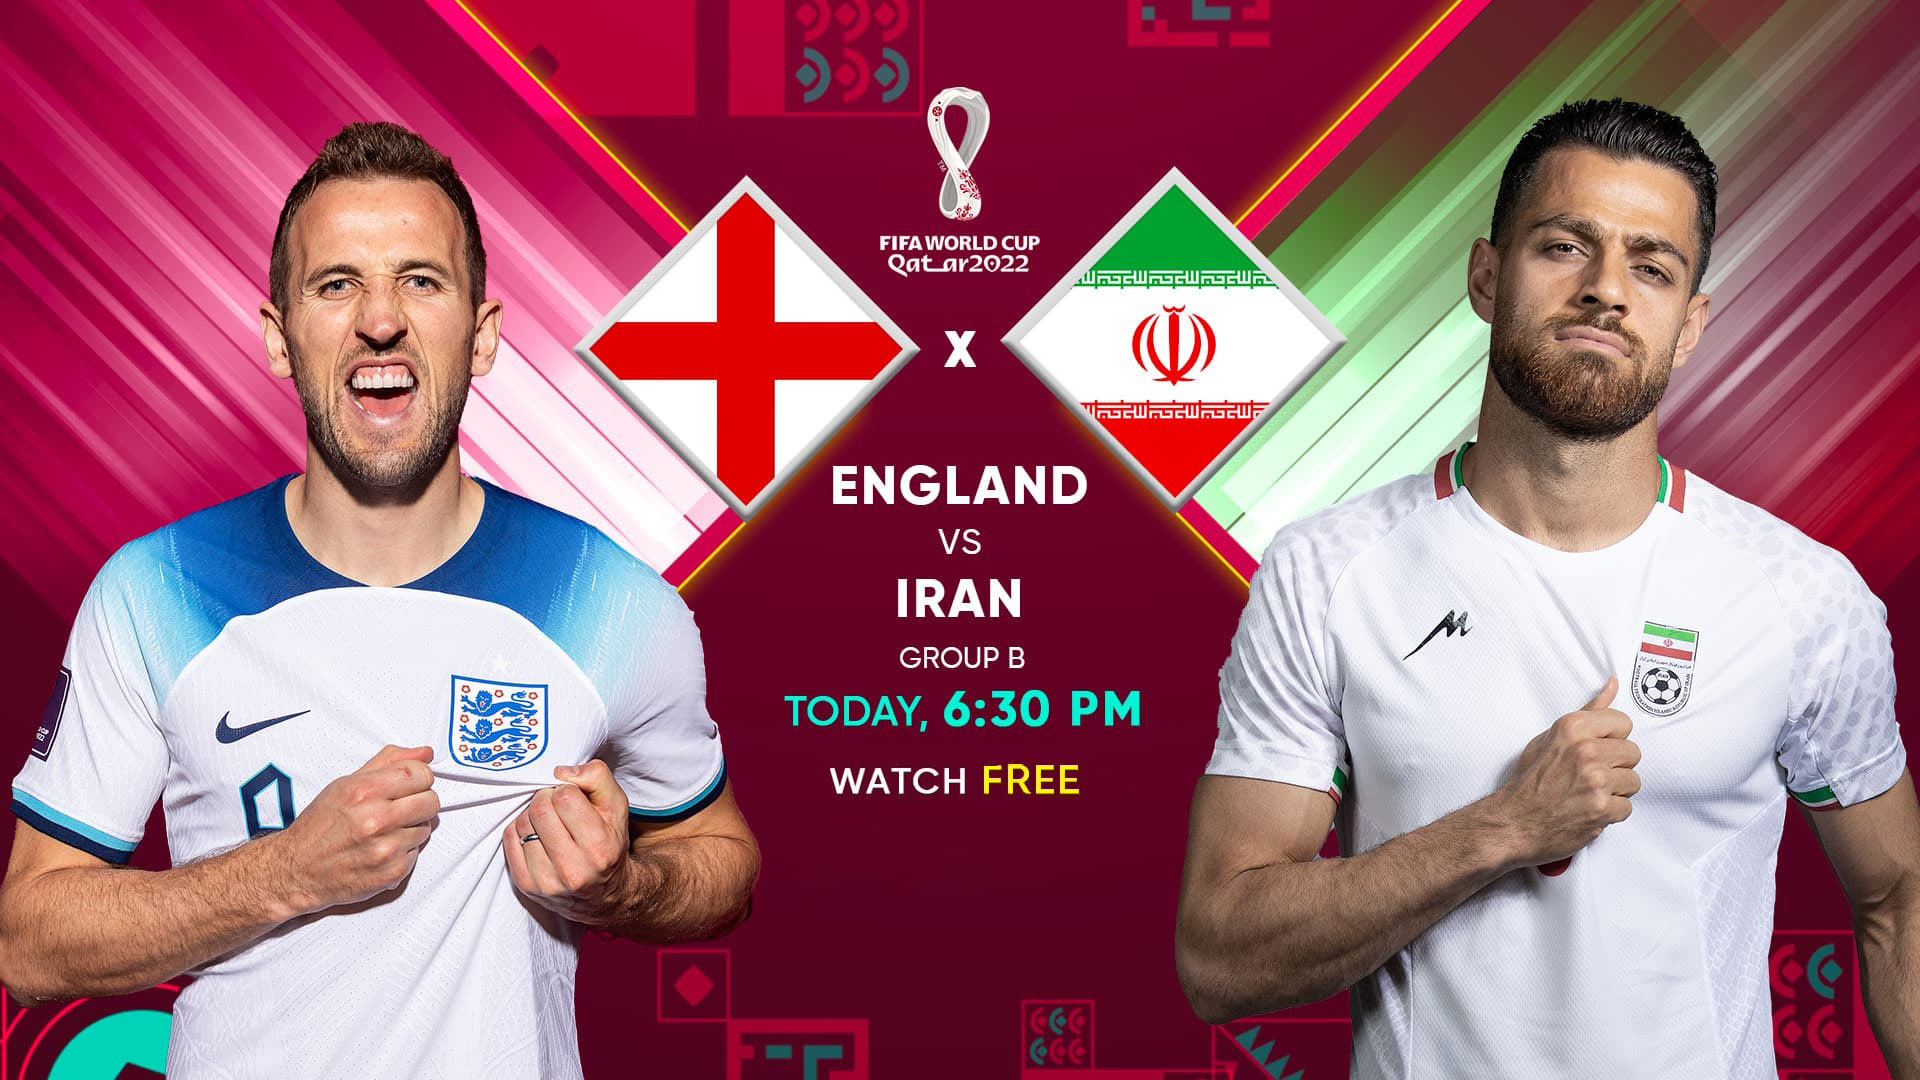 FIFA WORLD CUP
Qatar2022
X
ENGLAND
VS
IRAN
GROUP B
TODAY, 6:30 PM
WATCH FREE